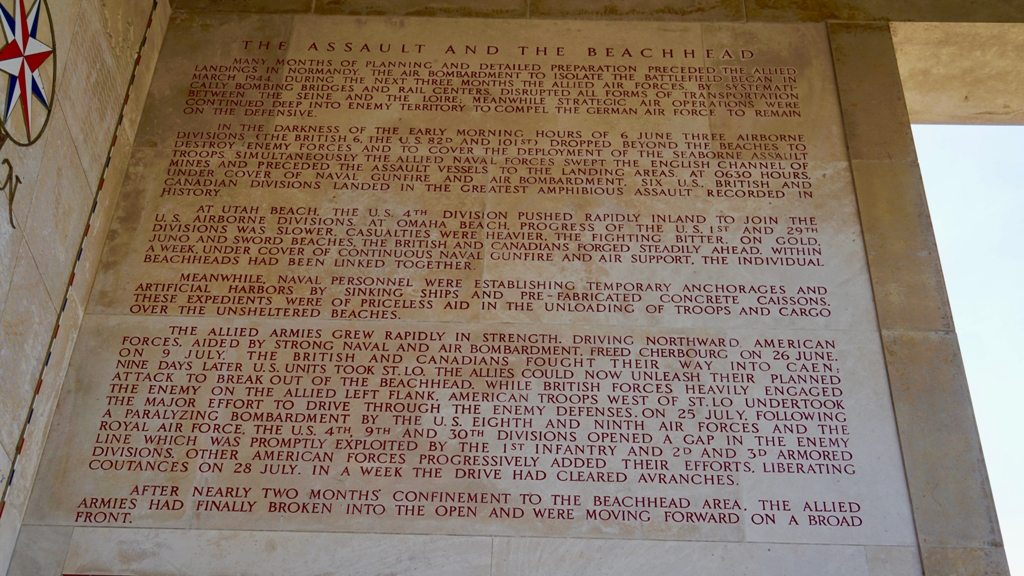 THE ASSAULT AND THE BEACHHEAD
MANY MONTHS OF PLANNING AND DETAILED PREPARATION PRECEDED THE ALLIED
LANDINGS IN NORMANDY. THE AIR BOMBARDMENT TO ISOLATE THE BATTLEFIELD BEGAN IN
MARCH 1944. DURING THE NEXT THREE MONTHS THE ALLIED AIR FORCES, BY SYSTEMATI-
CALLY BOMBING BRIDGES AND RAIL CENTERS, DISRUPTED ALL FORMS OF TRANSPORTATION
BETWEEN THE SEINE AND THE LOIRE; MEANWHILE STRATEGIC AIR OPERATIONS WERE
CONTINUED DEEP INTO ENEMY TERRITORY TO COMPEL THE GERMAN AIR FORCE TO REMAIN
ON THE DEFENSIVE.
IN THE DARKNESS OF THE EARLY MORNING HOURS OF 6 JUNE THREE AIRBORNE
DIVISIONS (THE BRITISH 6, THE U.S. 82D AND 101ST) DROPPED BEYOND THE BEACHES TO
DESTROY ENEMY FORCES AND TO COVER THE DEPLOYMENT OF THE SEABORNE ASSAULT
TROOPS. SIMULTANEOUSLY THE ALLIED NAVAL FORCES SWEPT THE ENGLISH CHANNEL OF
MINES AND PRECEDED THE ASSAULT VESSELS TO THE LANDING AREAS. AT 0630 HOURS,
UNDER COVER OF NAVAL GUNFIRE AND AIR BOMBARDMENT, SIX U.S., BRITISH AND
CANADIAN DIVISIONS LANDED IN THE GREATEST AMPHIBIOUS ASSAULT RECORDED IN
HISTORY.
AT UTAH BEACH, THE U.S. 4TH DIVISION PUSHED RAPIDLY INLAND TO JOIN THE
U.S. AIRBORNE DIVISIONS. AT OMAHA BEACH, PROGRESS OF THE U.S. 1ST AND 29TH
DIVISIONS WAS SLOWER, CASUALTIES WERE HEAVIER, THE FIGHTING BITTER. ON GOLD,
JUNO AND SWORD BEACHES, THE BRITISH AND CANADIANS FORGED STEADILY AHEAD. WITHIN
A WEEK, UNDER COVER OF CONTINUOUS NAVAL GUNFIRE AND AIR SUPPORT, THE INDIVIDUAL
BEACHHEADS HAD BEEN LINKED TOGETHER.
MEANWHILE, NAVAL PERSONNEL WERE ESTABLISHING TEMPORARY ANCHORAGES AND
ARTIFICIAL HARBORS BY SINKING SHIPS AND PRE-FABRICATED CONCRETE CAISSONS.
THESE EXPEDIENTS WERE OF PRICELESS AID IN THE UNLOADING OF TROOPS AND CARGO
OVER THE UNSHELTERED BEACHES.
THE ALLIED ARMIES GREW RAPIDLY IN STRENGTH. DRIVING NORTHWARD, AMERICAN
FORCES, AIDED BY STRONG NAVAL AND AIR BOMBARDMENT, FREED CHERBOURG ON 26 JUNE.
ON 9 JULY, THE BRITISH AND CANADIANS FOUGHT THEIR WAY INTO CAEN;
NINE DAYS LATER U.S. UNITS TOOK ST.LO. THE ALLIES COULD NOW UNLEASH THEIR PLANNED
ATTACK TO BREAK OUT OF THE BEACHHEAD. WHILE BRITISH FORCES HEAVILY ENGAGED
THE ENEMY ON THE ALLIED LEFT FLANK, AMERICAN TROOPS WEST OF ST.LO UNDERTOOK
THE MAJOR EFFORT TO DRIVE THROUGH THE ENEMY DEFENSES. ON 25 JULY, FOLLOWING
A PARALYZING BOMBARDMENT BY THE U.S. EIGHTH AND NINTH AIR FORCES AND THE
ROYAL AIR FORCE, THE U.S. 4TH, 9TH AND 30TH DIVISIONS OPENED A GAP IN THE ENEMY
LINE WHICH WAS PROMPTLY EXPLOITED BY THE 1ST INFANTRY AND 2D AND 3D ARMORED
DIVISIONS. OTHER AMERICAN FORCES PROGRESSIVELY ADDED THEIR EFFORTS, LIBERATING
COUTANCES ON 28 JULY. IN A WEEK THE DRIVE HAD CLEARED AVRANCHES.
AFTER NEARLY TWO MONTHS' CONFINEMENT TO THE BEACHHEAD AREA, THE ALLIED
ARMIES HAD FINALLY BROKEN INTO THE OPEN AND WERE MOVING FORWARD ON A BROAD
FRONT.
N